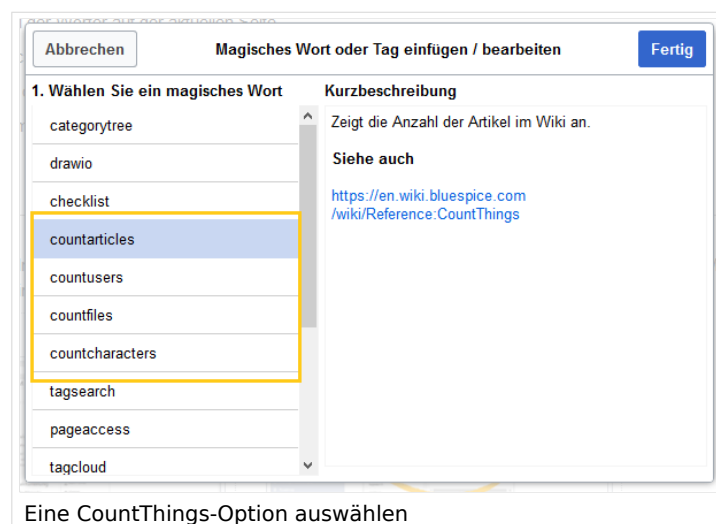 Abbrechen
Magisches Wort oder Tag einfügen / bearbeiten
Fertig
1. Wählen Sie ein magisches Wort
categorytree
drawio
checklist
countarticles
countusers
countfiles
countcharacters
tagsearch
pageaccess
tagcloud
Kurzbeschreibung
Zeigt die Anzahl der Artikel im Wiki an.
Siehe auch
https://en.wiki.bluespice.com
/wiki/Reference:CountThings
Eine CountThings-Option auswählen